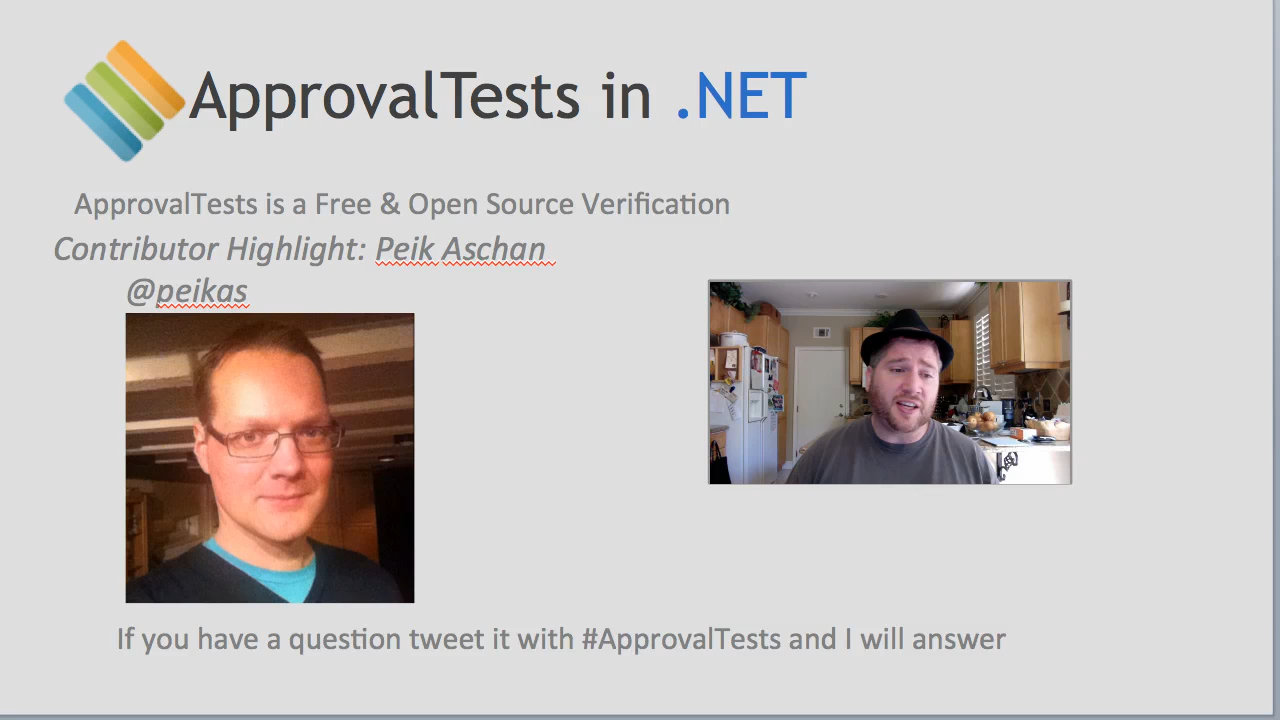 ApprovalTests in .NET
ApprovalTests is a Free & Open Source Verification
Contributor Highlight: Peik Aschan
@peikas
If you have a question tweet it with #ApprovalTests and I will answer